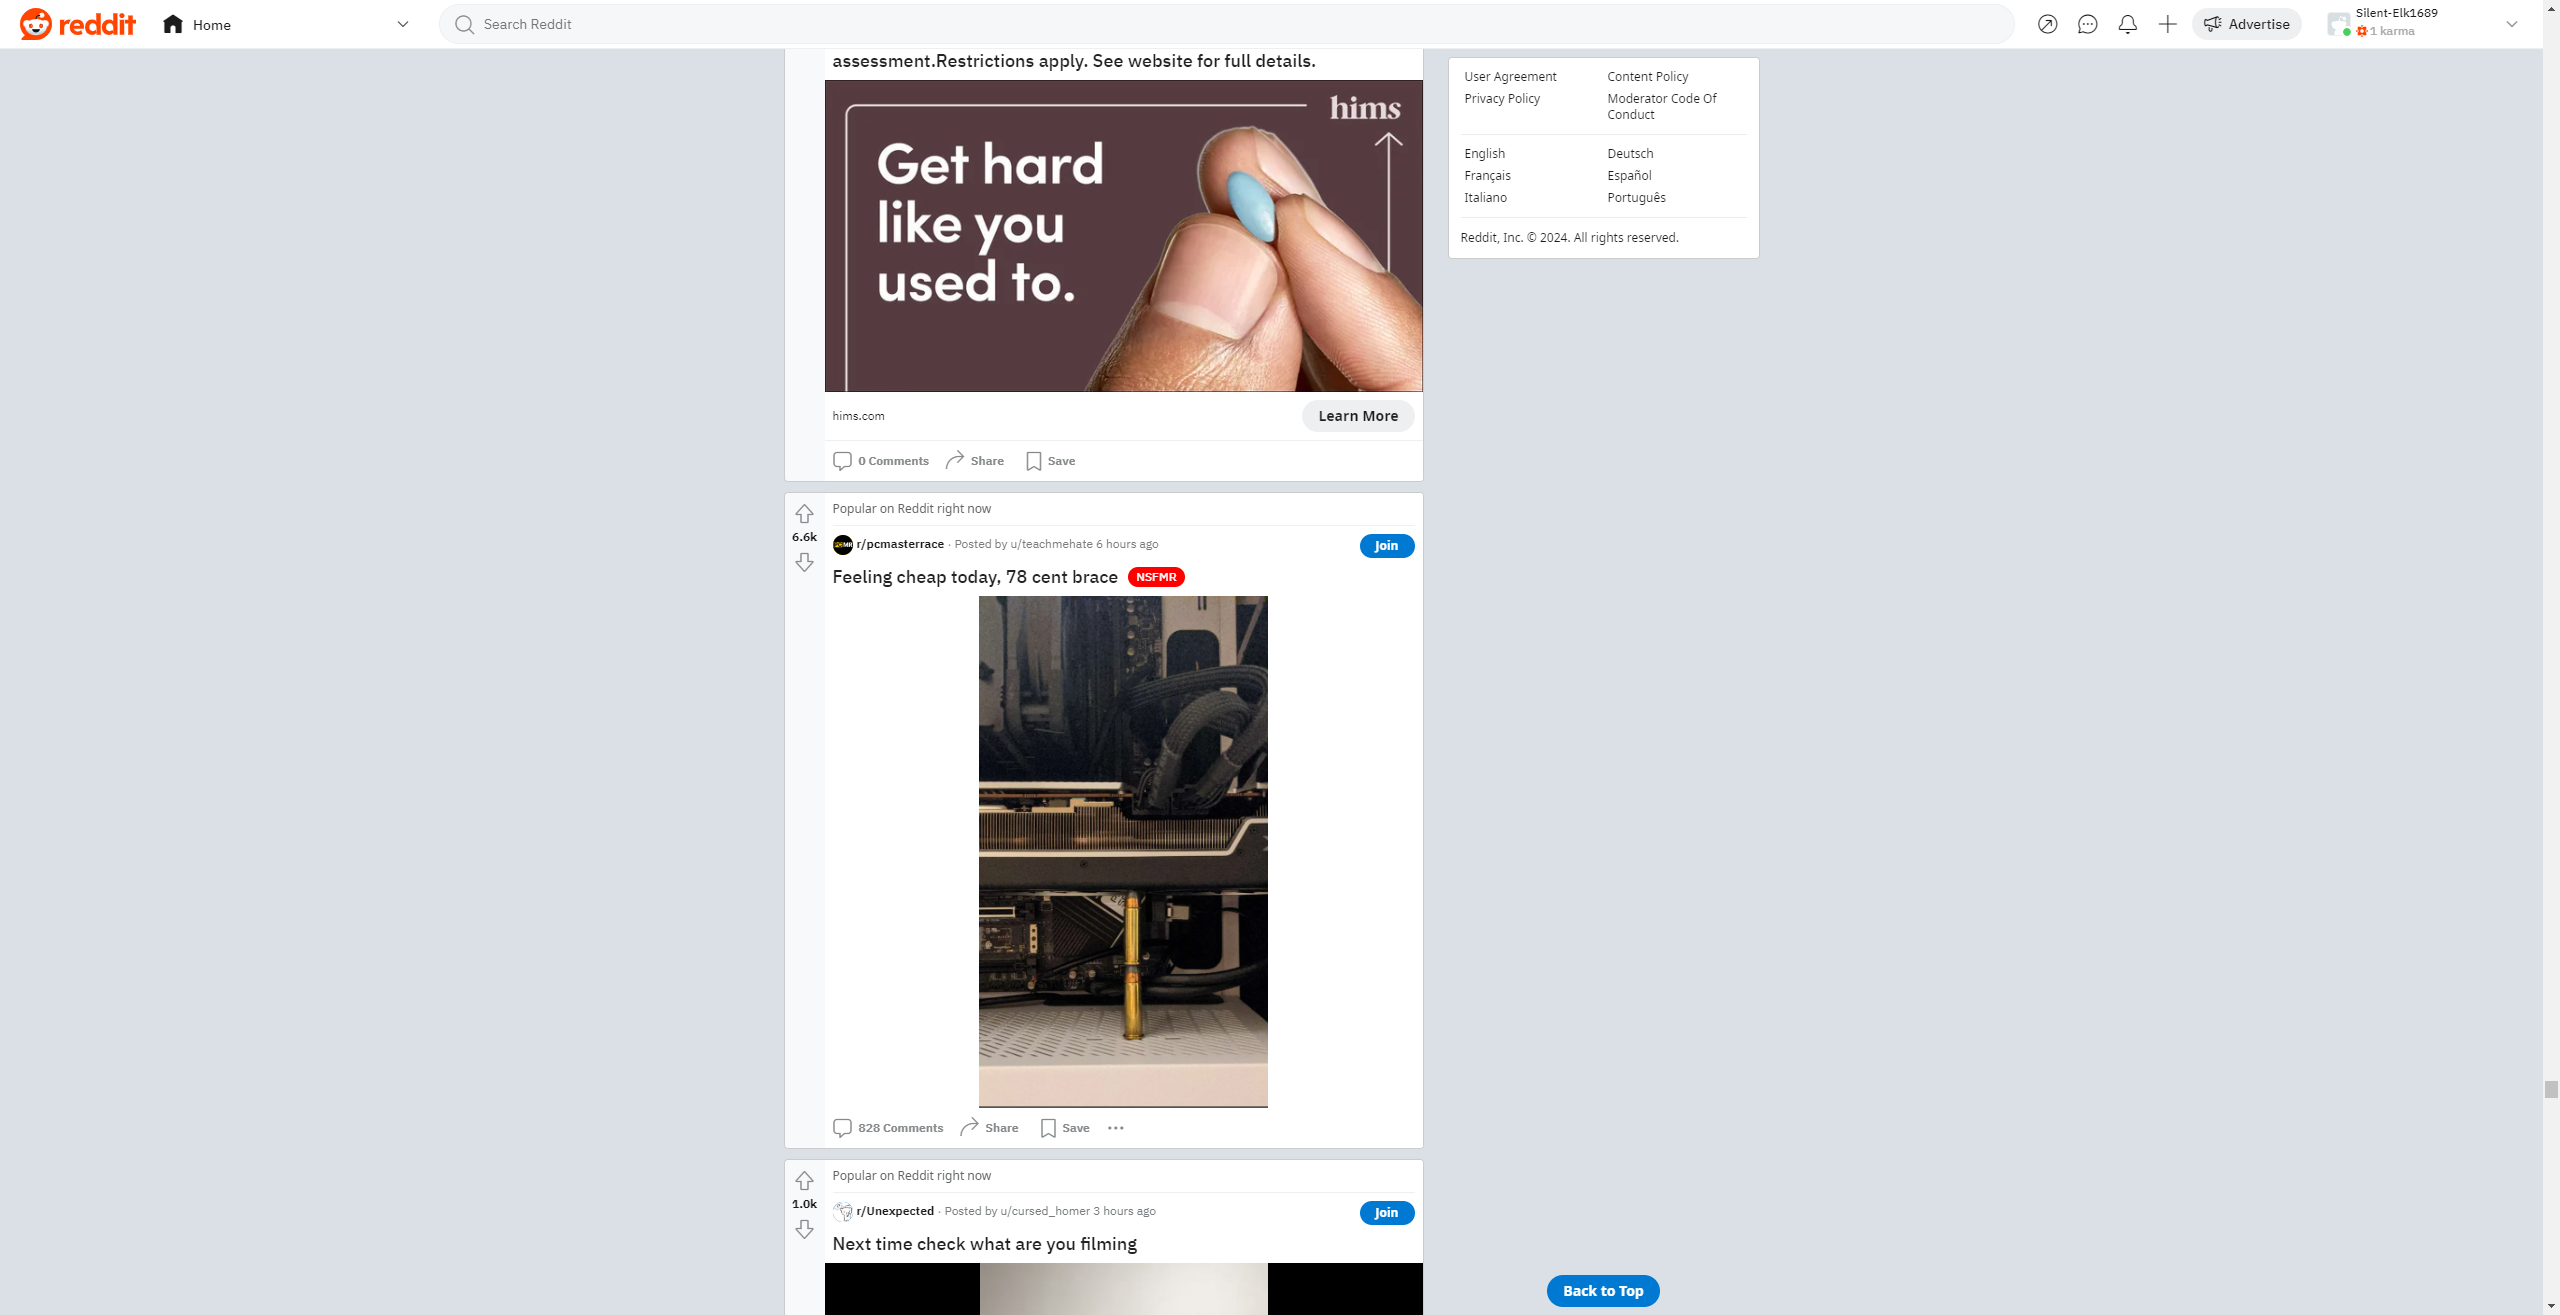 reddit
Home
Search Reddit
Advertise
Silent-Elk1689
1 karma
assessment.Restrictions apply. See website for full details.
hims
Get hard
like you
used to.
hims.com
Learn More
0 Comments
Share
Save
User Agreement
Content Policy
Privacy Policy
Moderator Code Of
Conduct
English
Deutsch
Français
Español
Italiano
Português
Reddit, Inc. © 2024. All rights reserved.
Popular on Reddit right now
6.6k
r/pcmasterrace · Posted by u/teachmehate 6 hours ago
Join
Feeling cheap today, 78 cent brace
NSFMR
828 Comments
Share
Save
Popular on Reddit right now
1.0k
r/Unexpected · Posted by u/cursed_homer 3 hours ago
Join
Next time check what are you filming
Back to Top